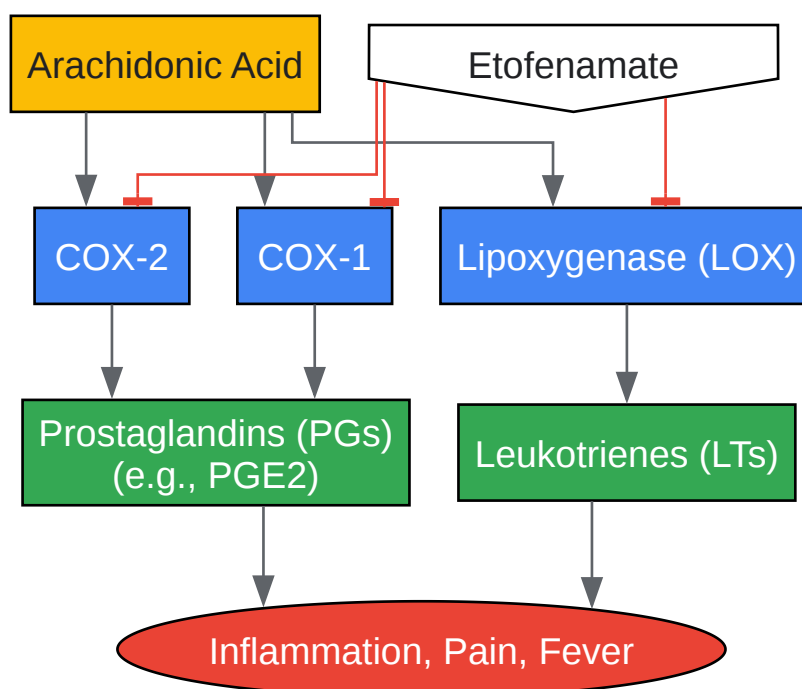 Arachidonic Acid
Etofenamate
COX-2
COX-1
Lipoxygenase (LOX)
Prostaglandins (PGs)
(e.g., PGE2)
Leukotrienes (LTs)
Inflammation, Pain, Fever